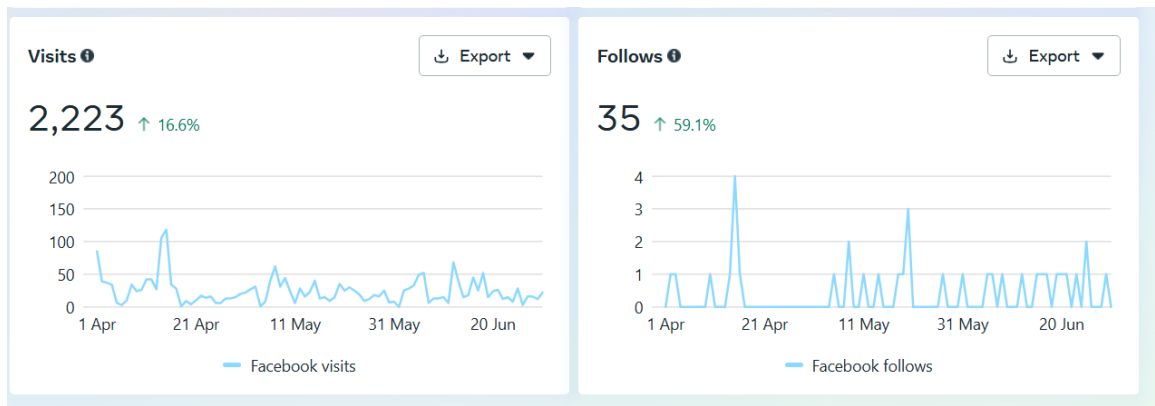 Visits
Export
2,223 ↑ 16.6%
200
150
100
50
0
1 Apr 21 Apr 11 May 31 May 20 Jun
Facebook visits
Follows
Export
35 ↑ 59.1%
4
3
2
1
0
1 Apr 21 Apr 11 May 31 May 20 Jun
Facebook follows